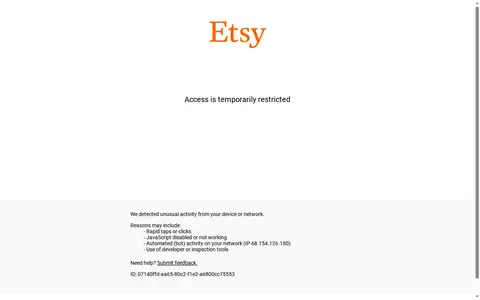 Etsy
Access is temporarily restricted
We detected unusual activity from your device or network.
Reasons may include:
- Rapid taps or clicks
- JavaScript disabled or not working
- Automated (bot) activity on your network (IP 68.154.126.180)
- Use of developer or inspection tools
Need help? Submit feedback.
ID: 07140ffd-aa65-80c2-f1e2-a6800cc75553